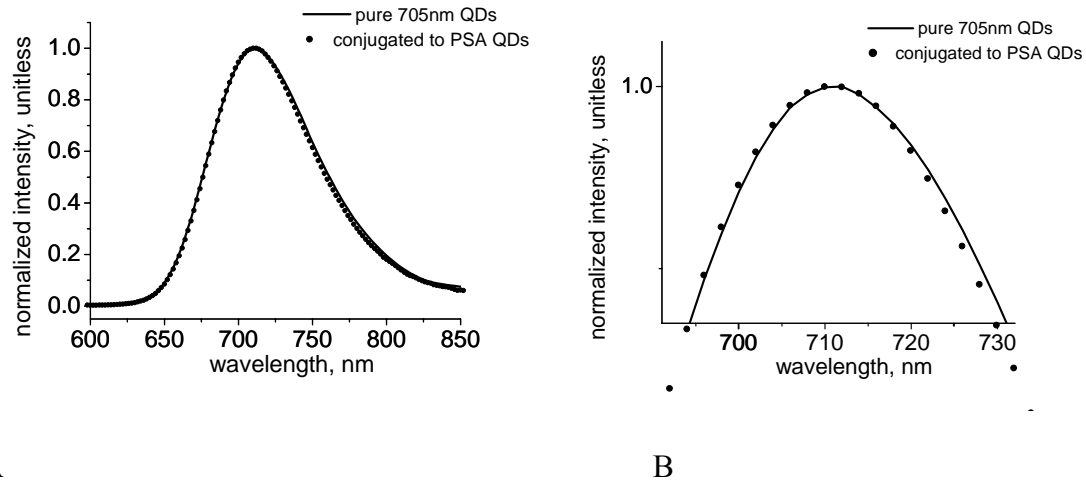 pure 705nm QDs
conjugated to PSA QDs
normalized intensity, unitless
1.0
0.8
0.6
0.4
0.2
0.0
600 650 700 750 800 850
wavelength, nm
pure 705nm QDs
conjugated to PSA QDs
normalized intensity, unitless
1.0
700 710 720 730
wavelength, nm
B